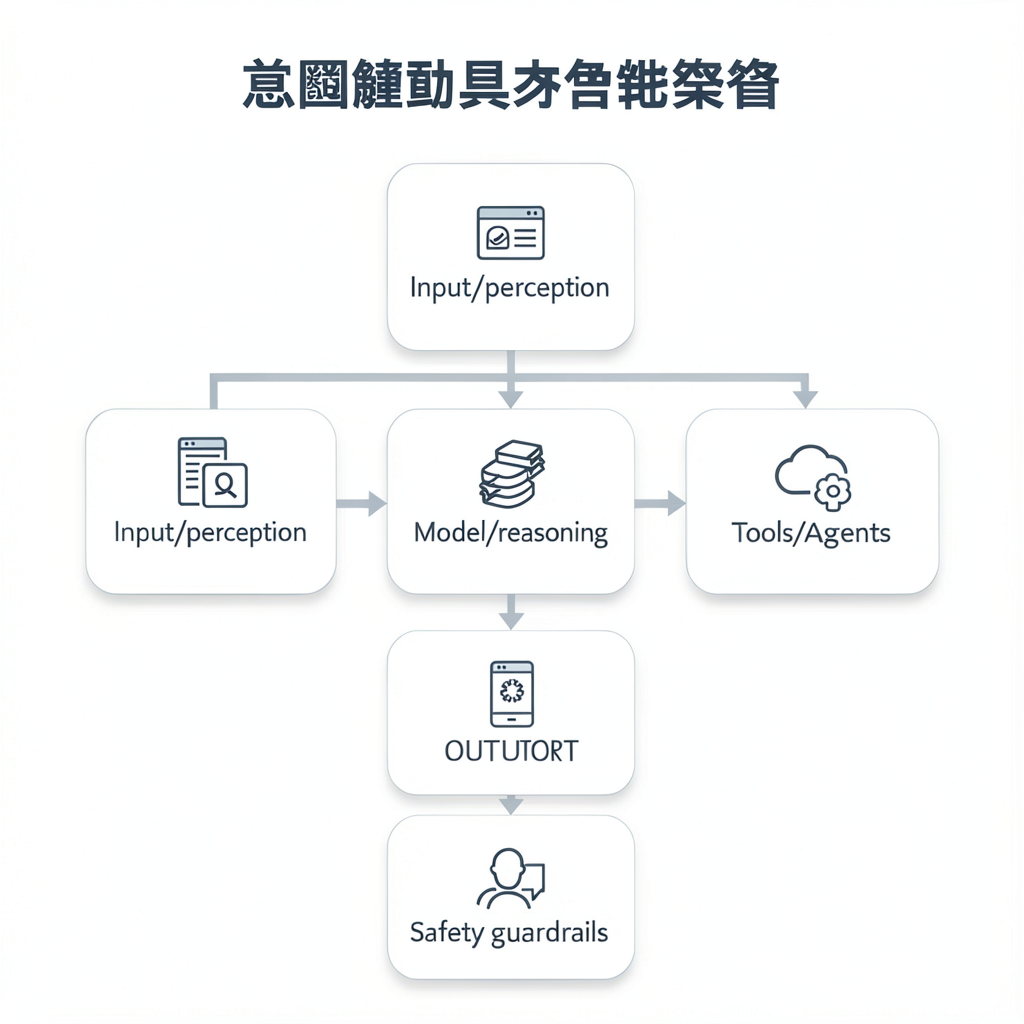 Input/perception
Input/perception
Model/reasoning
Tools/Agents
OUTUTORT
Safety guardrails